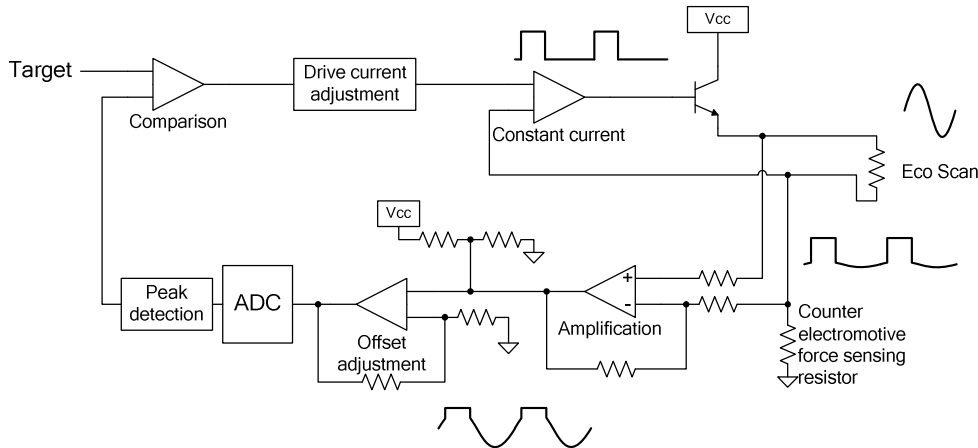 Vcc
Target
Drive current
adjustment
Comparison
Constant current
Eco Scan
Vcc
+
-
Peak
detection
ADC
Offset
adjustment
Amplification
Counter
electromotive
force sensing
resistor